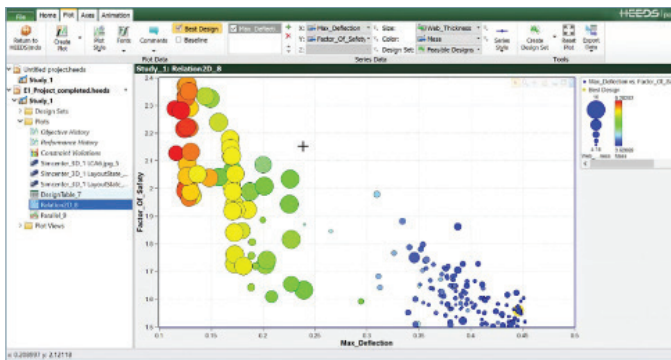 File Home Plot Axes Animation
HEEDS
Return to HEEDS|MDO
Create Plot
Plot Style
Fonts
Comments
Best Design
Baseline
Max_Deflecti
X: Max_Deflection
Y: Factor_Of_Safety
Z:
Size: Web_Thickness
Color: Mass
Design Set: Feasible Designs
Series Style
Create Design Set
Reset Plot
Export Data
Plot Data
Series Data
Tools
Untitled project.heeds
Study_1
E1_Project_completed.heeds
Study_1
Design Sets
Plots
Objective History
Performance History
Constraint Violations
DesignTable_7
Relation2D_8
Parallel_9
Plot Views
Study_1: Relation2D_8
Factor_Of_Safety
2.4
2.3
2.2
2.1
2
1.9
1.8
1.7
1.6
1.5
0.1 0.15 0.2 0.25 0.3 0.35 0.4 0.45 0.5
Max_Deflection
Max_Deflection vs. Factor_Of_Safety
Best Design